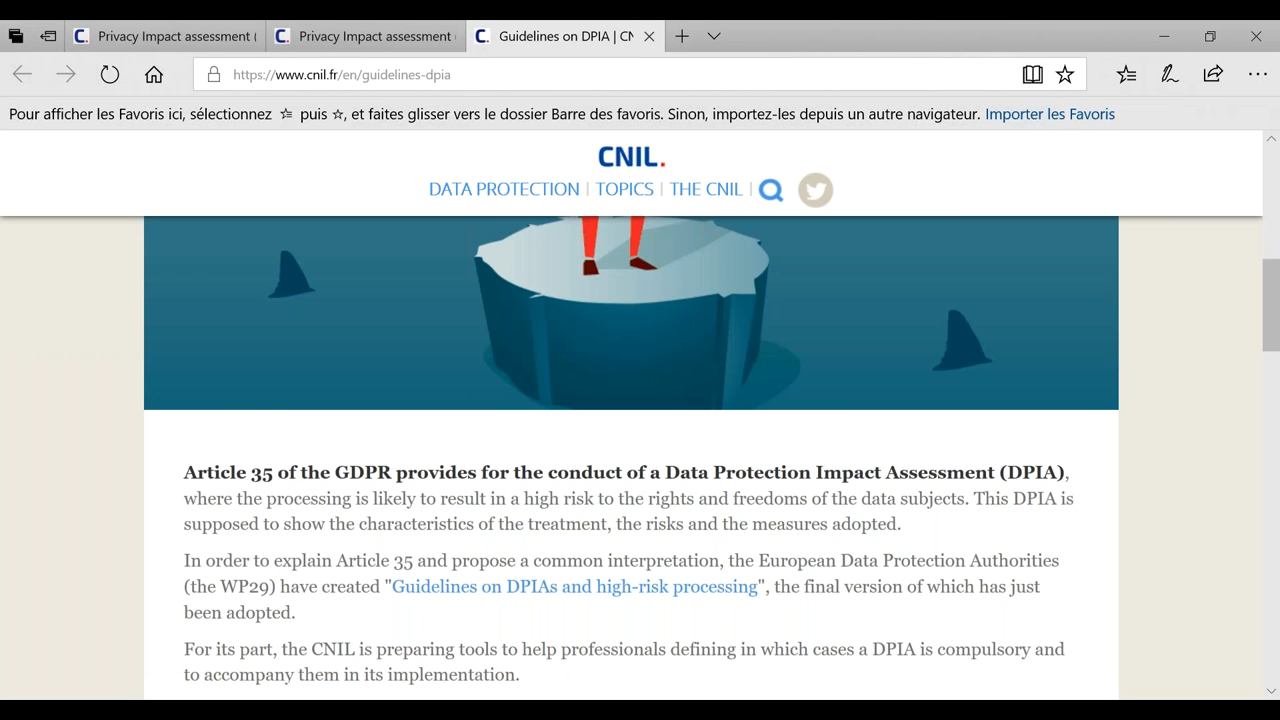 Privacy Impact assessment (
Privacy Impact assessment
Guidelines on DPIA | CN
https://www.cnil.fr/en/guidelines-dpia
Pour afficher les Favoris ici, sélectionnez puis ☆, et faites glisser vers le dossier Barre des favoris. Sinon, importez-les depuis un autre navigateur. Importer les Favoris
CNIL.
DATA PROTECTION | TOPICS | THE CNIL |
Article 35 of the GDPR provides for the conduct of a Data Protection Impact Assessment (DPIA),
where the processing is likely to result in a high risk to the rights and freedoms of the data subjects. This DPIA is
supposed to show the characteristics of the treatment, the risks and the measures adopted.
In order to explain Article 35 and propose a common interpretation, the European Data Protection Authorities
(the WP29) have created "Guidelines on DPIAs and high-risk processing", the final version of which has just
been adopted.
For its part, the CNIL is preparing tools to help professionals defining in which cases a DPIA is compulsory and
to accompany them in its implementation.